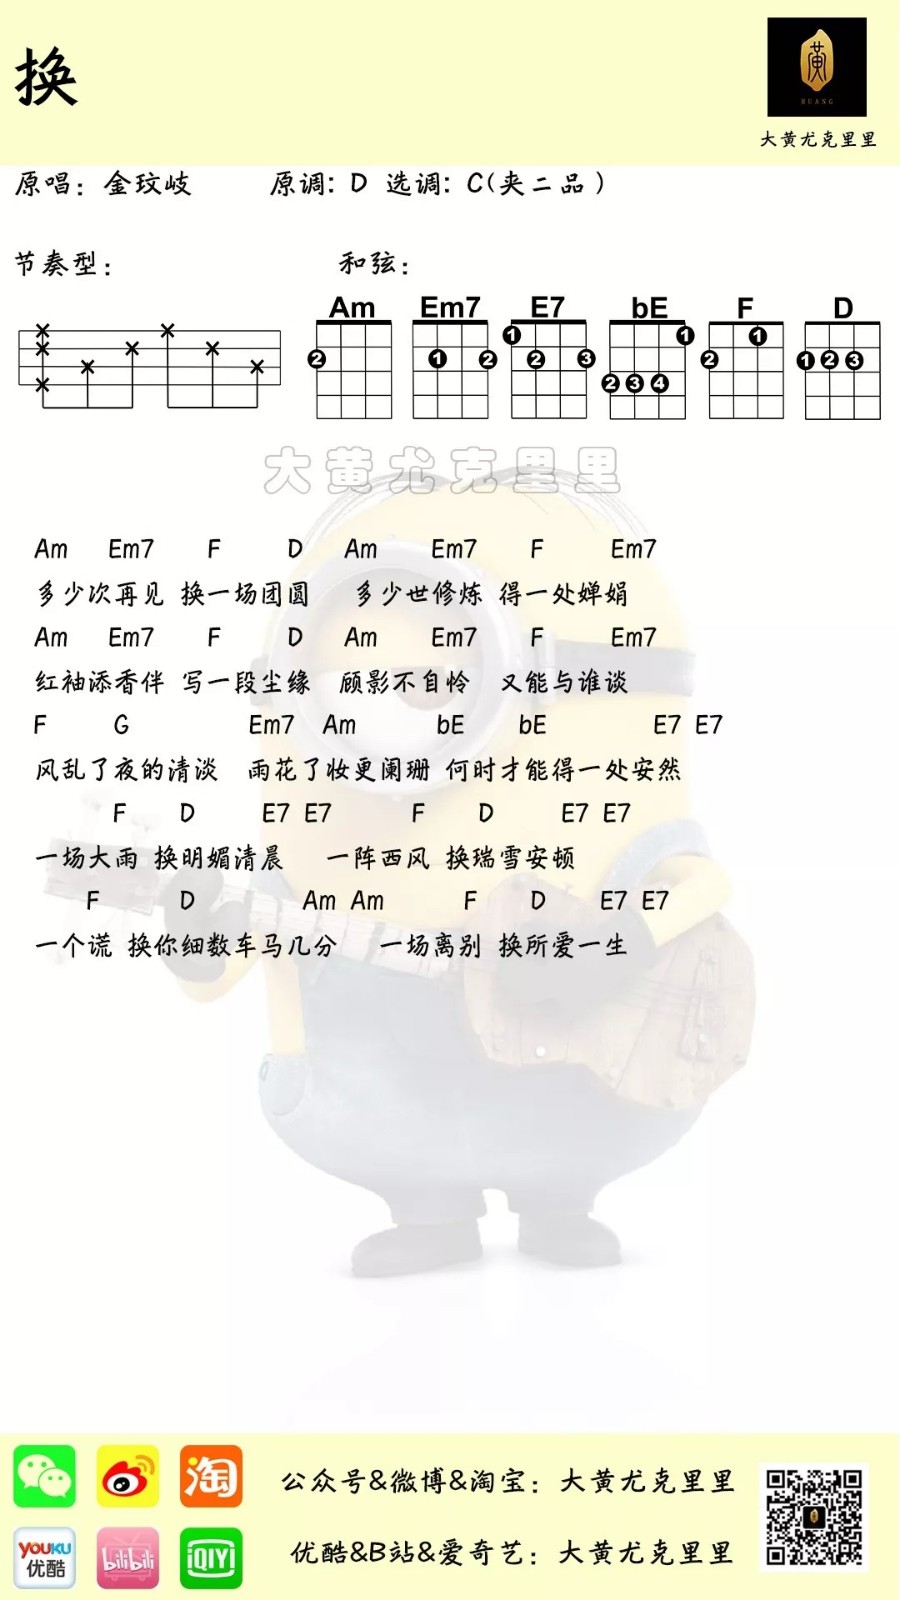 换
黄
HUANG
大黄尤克里里
原唱：金玟岐 原调：D 选调：C(夹二品)
节奏型： 和弦：
Am Em7 E7 bE F D
2 1 2 1 2 3 1 2 3 4 1 2 1 2 3
大黄尤克里里
Am Em7 F D Am Em7 F Em7
多少次再见 换一场团圆 多少世修炼 得一处婵娟
Am Em7 F D Am Em7 F Em7
红袖添香伴 写一段尘缘 顾影不自怜 又能与谁谈
F G Em7 Am bE bE E7 E7
风乱了夜的清淡 雨花了妆更阑珊 何时才能得一处安然
F D E7 E7 F D E7 E7
一场大雨 换明媚清晨 一阵西风 换瑞雪安顿
F D Am Am F D E7 E7
一个谎 换你细数车马几分 一场离别 换所爱一生
淘
公众号&微博&淘宝：大黄尤克里里
YOUKU
优酷
bilibili
iQIYI
优酷&B站&爱奇艺：大黄尤克里里